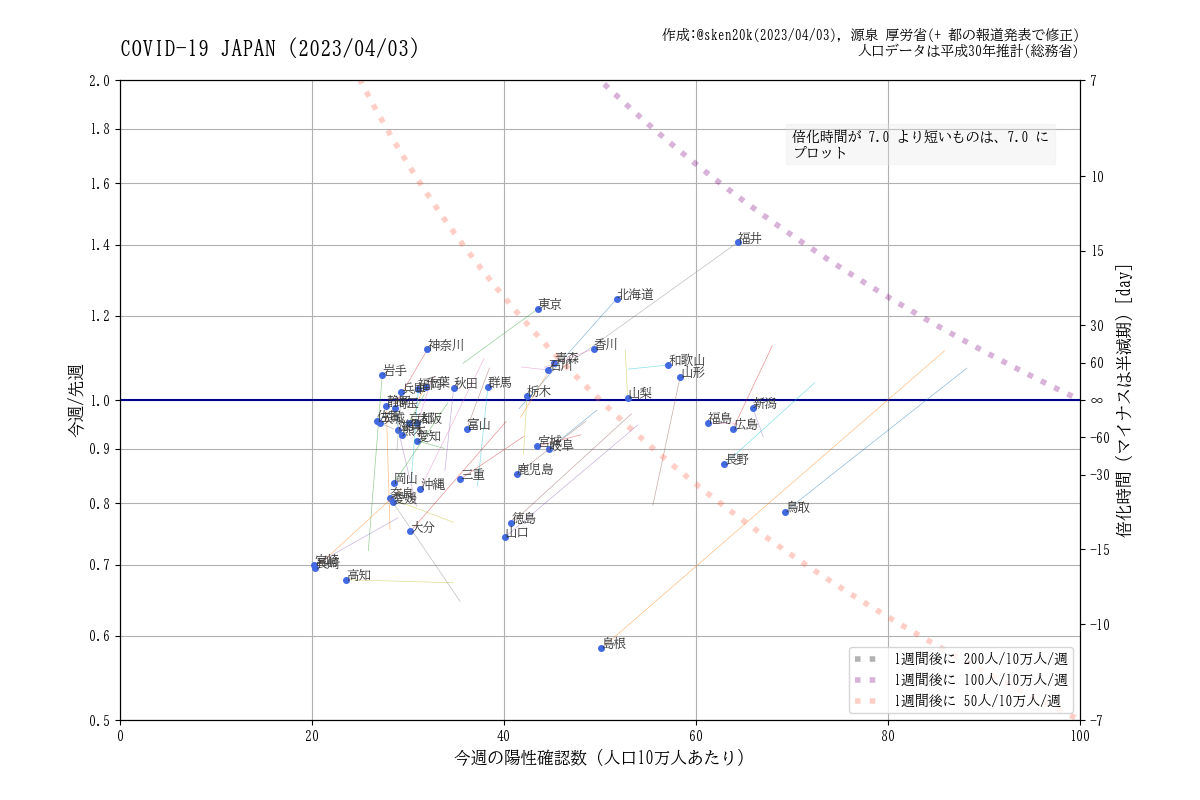 COVID-19 JAPAN (2023/04/03)
作成:@sken20k(2023/04/03), 源泉 厚労省(+ 都の報道発表で修正)
人口データは平成30年推計(総務省)
倍化時間が 7.0 より短いものは、7.0 に
プロット
今週/先週
2.0
1.8
1.6
1.4
1.2
1.0
0.9
0.8
0.7
0.6
0.5
7
10
15
30
60
∞
-60
-30
-15
-10
-7
倍化時間 (マイナスは半減期) [day]
福井
北海道
東京
神奈川
香川
青森
石川
和歌山
山形
岩手
兵庫
千葉
秋田
群馬
栃木
山梨
新潟
福島
広島
富山
愛知
宮城
岐阜
長野
鹿児島
三重
岡山
沖縄
愛媛
鳥取
大分
徳島
山口
長崎
高知
島根
0
20
40
60
80
100
今週の陽性確認数 (人口10万人あたり)
1週間後に 200人/10万人/週
1週間後に 100人/10万人/週
1週間後に 50人/10万人/週